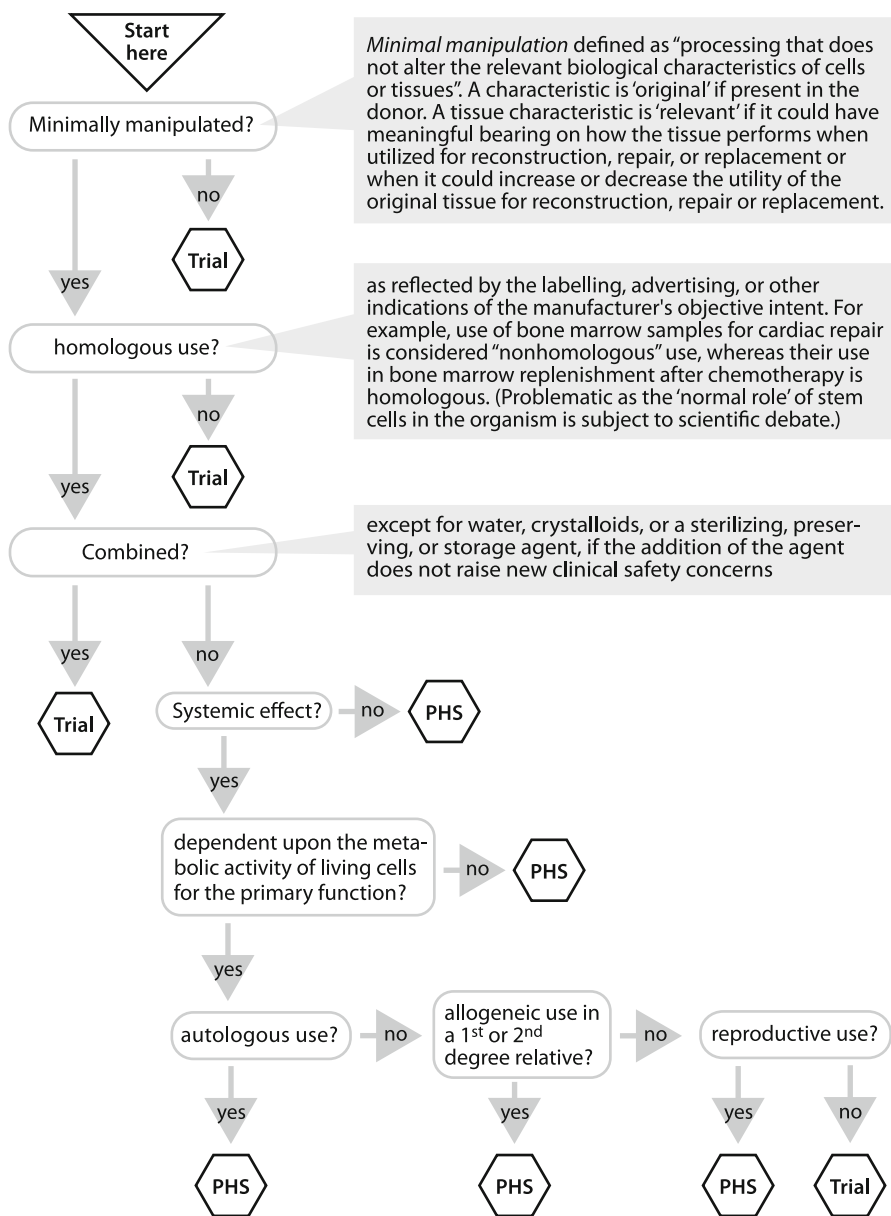 Start
here
Minimal manipulation defined as “processing that does
not alter the relevant biological characteristics of cells
or tissues”. A characteristic is ‘original’ if present in the
donor. A tissue characteristic is ‘relevant’ if it could have
meaningful bearing on how the tissue performs when
utilized for reconstruction, repair, or replacement or
when it could increase or decrease the utility of the
original tissue for reconstruction, repair or replacement.
Minimally manipulated?
no
Trial
yes
as reflected by the labelling, advertising, or other
indications of the manufacturer's objective intent. For
example, use of bone marrow samples for cardiac repair
is considered “nonhomologous” use, whereas their use
in bone marrow replenishment after chemotherapy is
homologous. (Problematic as the ‘normal role’ of stem
cells in the organism is subject to scientific debate.)
homologous use?
no
Trial
yes
except for water, crystalloids, or a sterilizing, preser-
ving, or storage agent, if the addition of the agent
does not raise new clinical safety concerns
Combined?
yes
no
Trial
Systemic effect?
no
PHS
yes
dependent upon the meta-
bolic activity of living cells
for the primary function?
no
PHS
yes
autologous use?
no
allogeneic use in
a 1st or 2nd
degree relative?
no
reproductive use?
yes
yes
yes
no
PHS
PHS
PHS
Trial